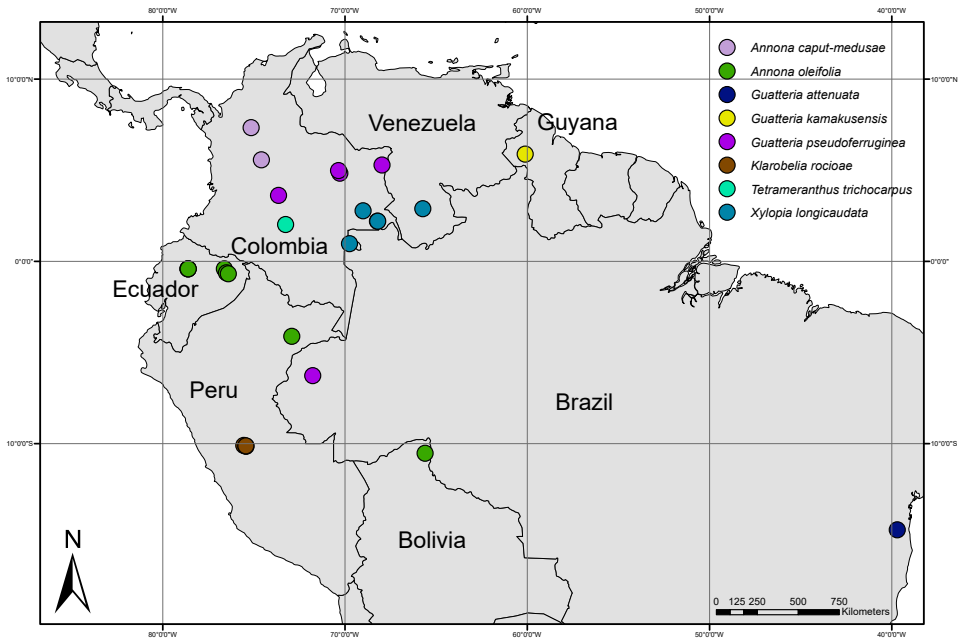 80°0'0"W 70°0'0"W 60°0'0"W 50°0'0"W 40°0'0"W
Annona caput-medusae
Annona oleifolia
Guatteria attenuata
Guatteria kamakusensis
Guatteria pseudoferruginea
Klarobelia rocioae
Tetrameranthus trichocarpus
Xylopia longicaudata
10°0'0"N 10°0'0"N
Venezuela
Guyana
Colombia
0°0'0" 0°0'0"
Ecuador
Peru
Brazil
10°0'0"S 10°0'0"S
Bolivia
N
0 125 250 500 750
Kilometers
80°0'0"W 70°0'0"W 60°0'0"W 50°0'0"W 40°0'0"W